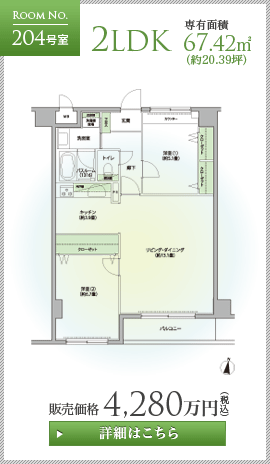 ROOM NO.
204号室
2LDK
専有面積
67.42㎡
(約20.39坪)
玄関
洗面室
トイレ
洋室(1)
バスルーム
廊下
キッチン
クローゼット
リビング・ダイニング
洋室(2)
バルコニー
販売価格 4,280万円(税込)
詳細はこちら